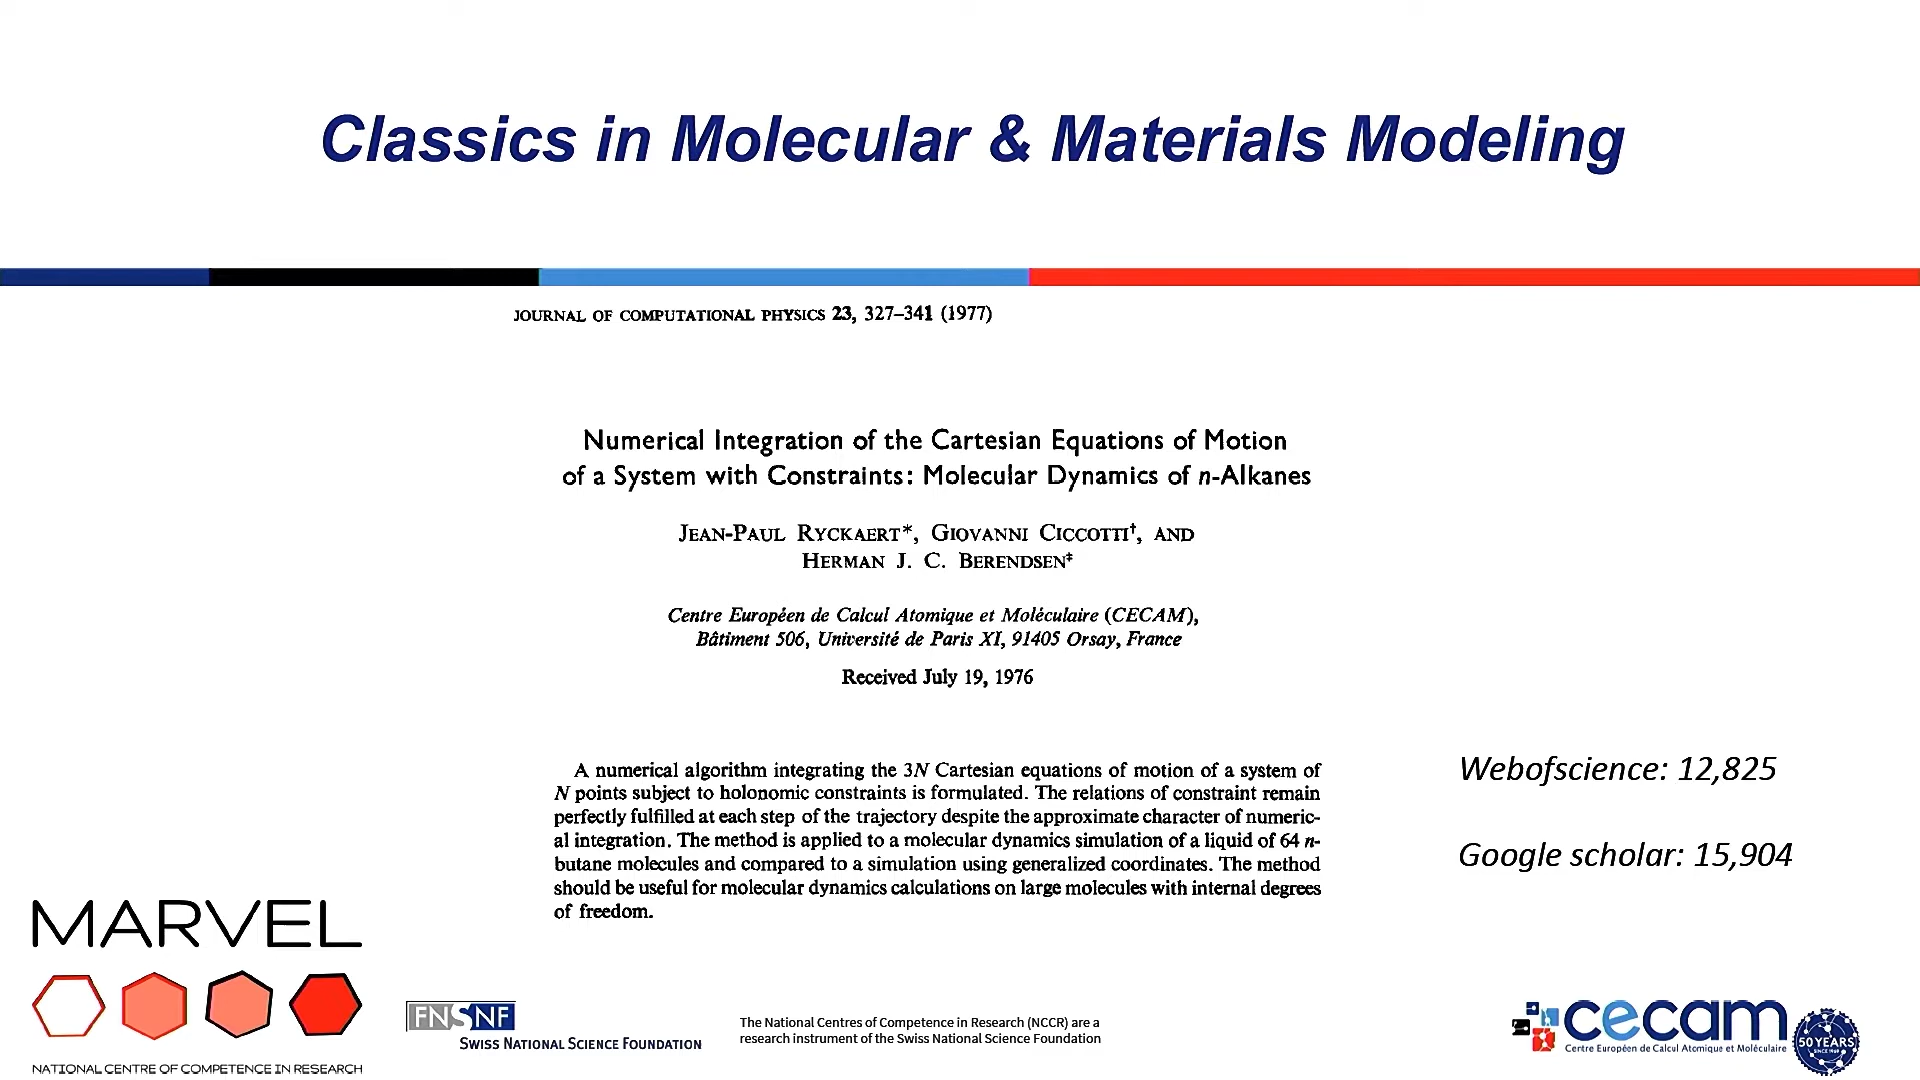 Classics in Molecular & Materials Modeling
JOURNAL OF COMPUTATIONAL PHYSICS 23, 327–341 (1977)
Numerical Integration of the Cartesian Equations of Motion
of a System with Constraints: Molecular Dynamics of n-Alkanes
JEAN-PAUL RYCKAERT*, GIOVANNI CICCOTTI†, AND
HERMAN J. C. BERENDSEN‡
Centre Européen de Calcul Atomique et Moléculaire (CECAM),
Bâtiment 506, Université de Paris XI, 91405 Orsay, France
Received July 19, 1976
A numerical algorithm integrating the 3N Cartesian equations of motion of a system of
N points subject to holonomic constraints is formulated. The relations of constraint remain
perfectly fulfilled at each step of the trajectory despite the approximate character of numeric-
al integration. The method is applied to a molecular dynamics simulation of a liquid of 64 n-
butane molecules and compared to a simulation using generalized coordinates. The method
should be useful for molecular dynamics calculations on large molecules with internal degrees
of freedom.
Webofscience: 12,825
Google scholar: 15,904
MARVEL
NATIONAL CENTRE OF COMPETENCE IN RESEARCH
FNSNF
SWISS NATIONAL SCIENCE FOUNDATION
The National Centres of Competence in Research (NCCR) are a
research instrument of the Swiss National Science Foundation
cecam
Centre Européen de Calcul Atomique et Moléculaire
50 YEARS
SINCE 1969